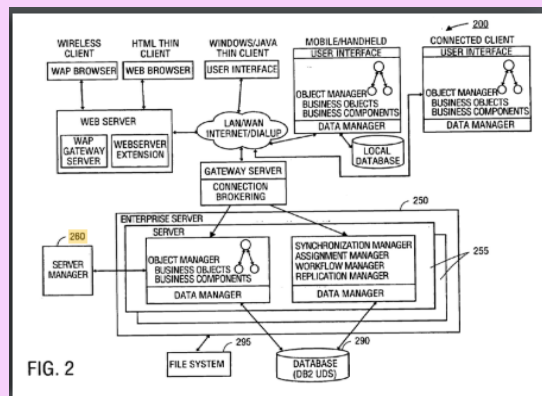 200
WIRELESS
CLIENT
WAP BROWSER
HTML THIN
CLIENT
WEB BROWSER
WINDOWS/JAVA
THIN CLIENT
USER INTERFACE
MOBILE/HANDHELD
USER INTERFACE
OBJECT MANAGER
BUSINESS OBJECTS
BUSINESS COMPONENTS
DATA MANAGER
CONNECTED CLIENT
USER INTERFACE
OBJECT MANAGER
BUSINESS OBJECTS
BUSINESS COMPONENTS
DATA MANAGER
WEB SERVER
WAP
GATEWAY
SERVER
WEBSERVER
EXTENSION
LAN/WAN
INTERNET/DIALUP
LOCAL
DATABASE
GATEWAY SERVER
CONNECTION
BROKERING
250
ENTERPRISE SERVER
SERVER
OBJECT MANAGER
BUSINESS OBJECTS
BUSINESS COMPONENTS
DATA MANAGER
SYNCHRONIZATION MANAGER
ASSIGNMENT MANAGER
WORKFLOW MANAGER
REPLICATION MANAGER
DATA MANAGER
255
260
SERVER
MANAGER
295
FILE SYSTEM
290
DATABASE
(DB2 UDS)
FIG. 2